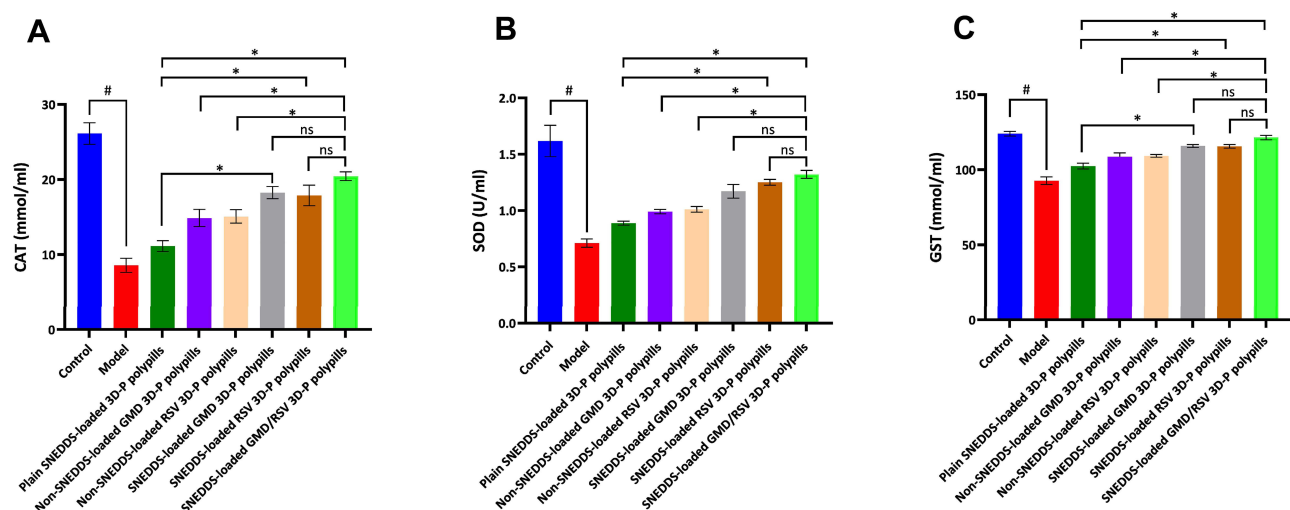 A
*
*
*
*
#
ns
ns
*
CAT (mmol/ml)
30
20
10
0
Control
Model
Plain SNEDDS-loaded 3D-P polypills
Non-SNEDDS-loaded GMD 3D-P polypills
Non-SNEDDS-loaded RSV 3D-P polypills
SNEDDS-loaded GMD 3D-P polypills
SNEDDS-loaded RSV 3D-P polypills
SNEDDS-loaded GMD/RSV 3D-P polypills
B
*
*
*
*
#
ns
ns
SOD (U/ml)
2.0
1.5
1.0
0.5
0.0
Control
Model
Plain SNEDDS-loaded 3D-P polypills
Non-SNEDDS-loaded GMD 3D-P polypills
Non-SNEDDS-loaded RSV 3D-P polypills
SNEDDS-loaded GMD 3D-P polypills
SNEDDS-loaded RSV 3D-P polypills
SNEDDS-loaded GMD/RSV 3D-P polypills
C
*
*
*
*
#
ns
ns
*
GST (mmol/ml)
150
100
50
0
Control
Model
Plain SNEDDS-loaded 3D-P polypills
Non-SNEDDS-loaded GMD 3D-P polypills
Non-SNEDDS-loaded RSV 3D-P polypills
SNEDDS-loaded GMD 3D-P polypills
SNEDDS-loaded RSV 3D-P polypills
SNEDDS-loaded GMD/RSV 3D-P polypills